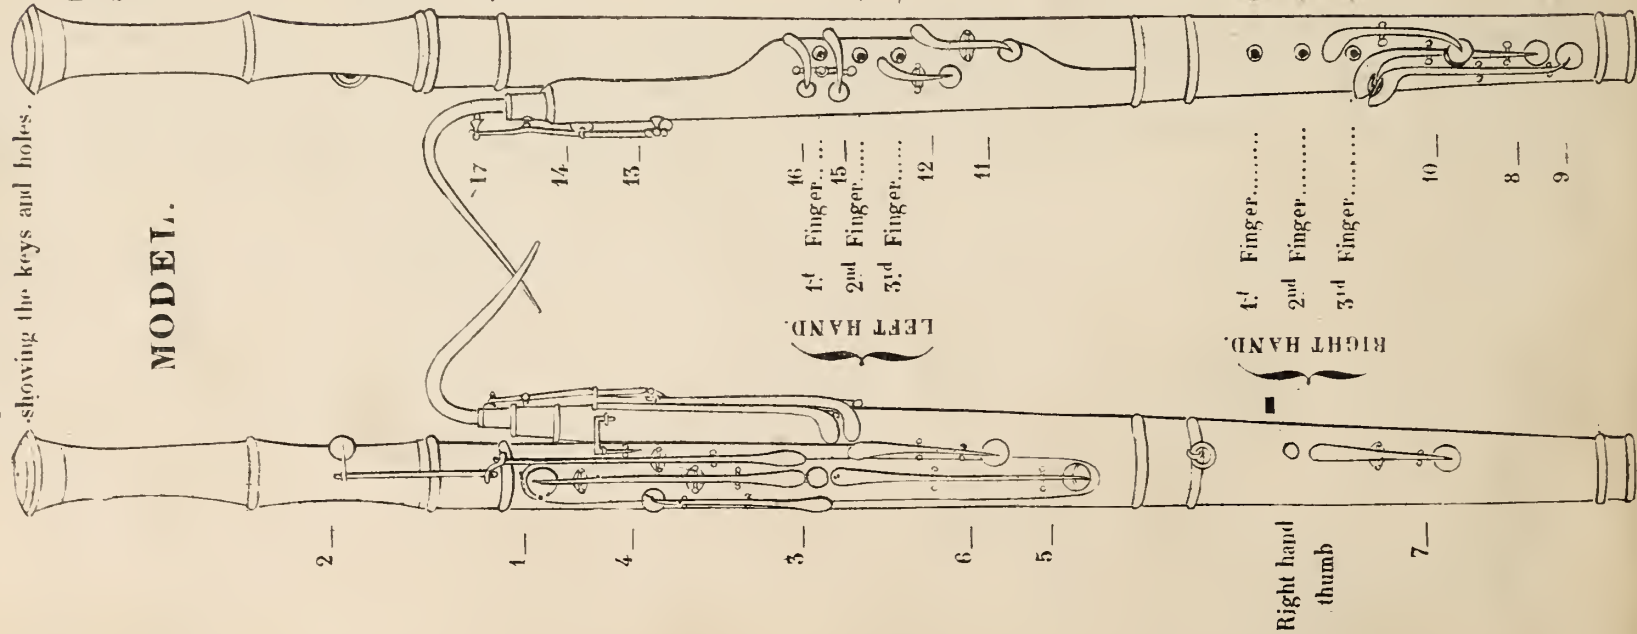 .showing the keys and holes.
MODEL.
2—
1—
4—
3—
6—
5—
Right hand
thumb
7—
17
14—
13—
16—
1st Finger.....
15—
2nd Finger......
3rd Finger......
LEFT HAND.
12—
11—
1st Finger..........
2nd Finger..........
3rd Finger..........
RIGHT HAND.
10—
8—
9—